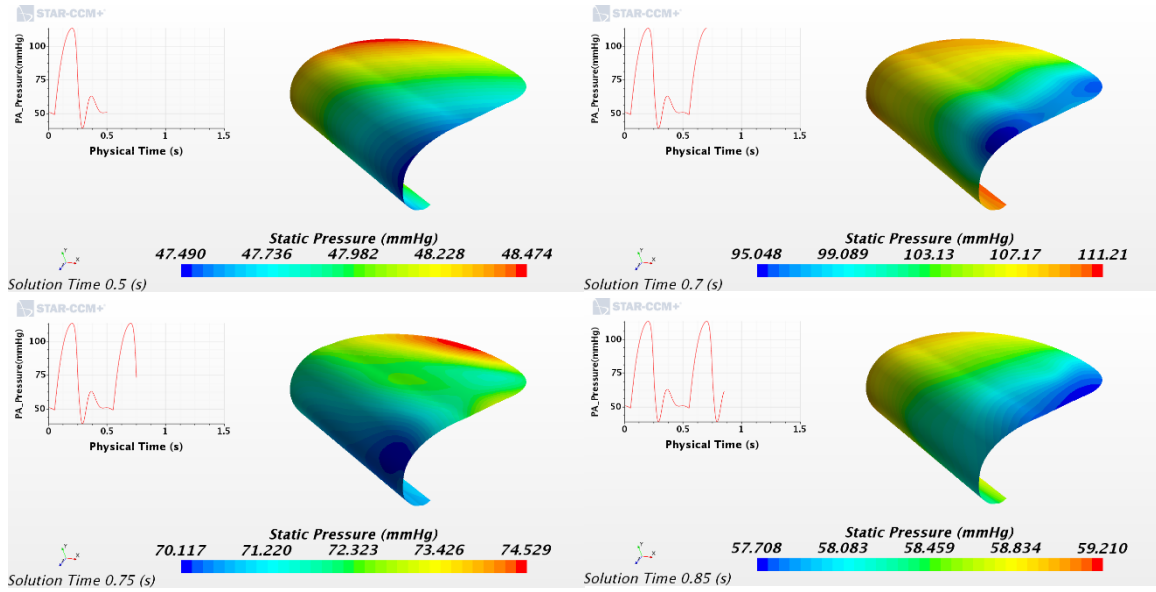 STAR-CCM+
PA_Pressure(mmHg)
100
75
50
0
0.5
1
1.5
Physical Time (s)
Static Pressure (mmHg)
47.490 47.736 47.982 48.228 48.474
Y
X
Solution Time 0.5 (s)
STAR-CCM+
PA_Pressure(mmHg)
100
75
50
0
0.5
1
1.5
Physical Time (s)
Static Pressure (mmHg)
95.048 99.089 103.13 107.17 111.21
Y
X
Solution Time 0.7 (s)
STAR-CCM+
PA_Pressure(mmHg)
100
75
50
0
0.5
1
1.5
Physical Time (s)
Static Pressure (mmHg)
70.117 71.220 72.323 73.426 74.529
Y
X
Solution Time 0.75 (s)
STAR-CCM+
PA_Pressure(mmHg)
100
75
50
0
0.5
1
1.5
Physical Time (s)
Static Pressure (mmHg)
57.708 58.083 58.459 58.834 59.210
Y
X
Solution Time 0.85 (s)